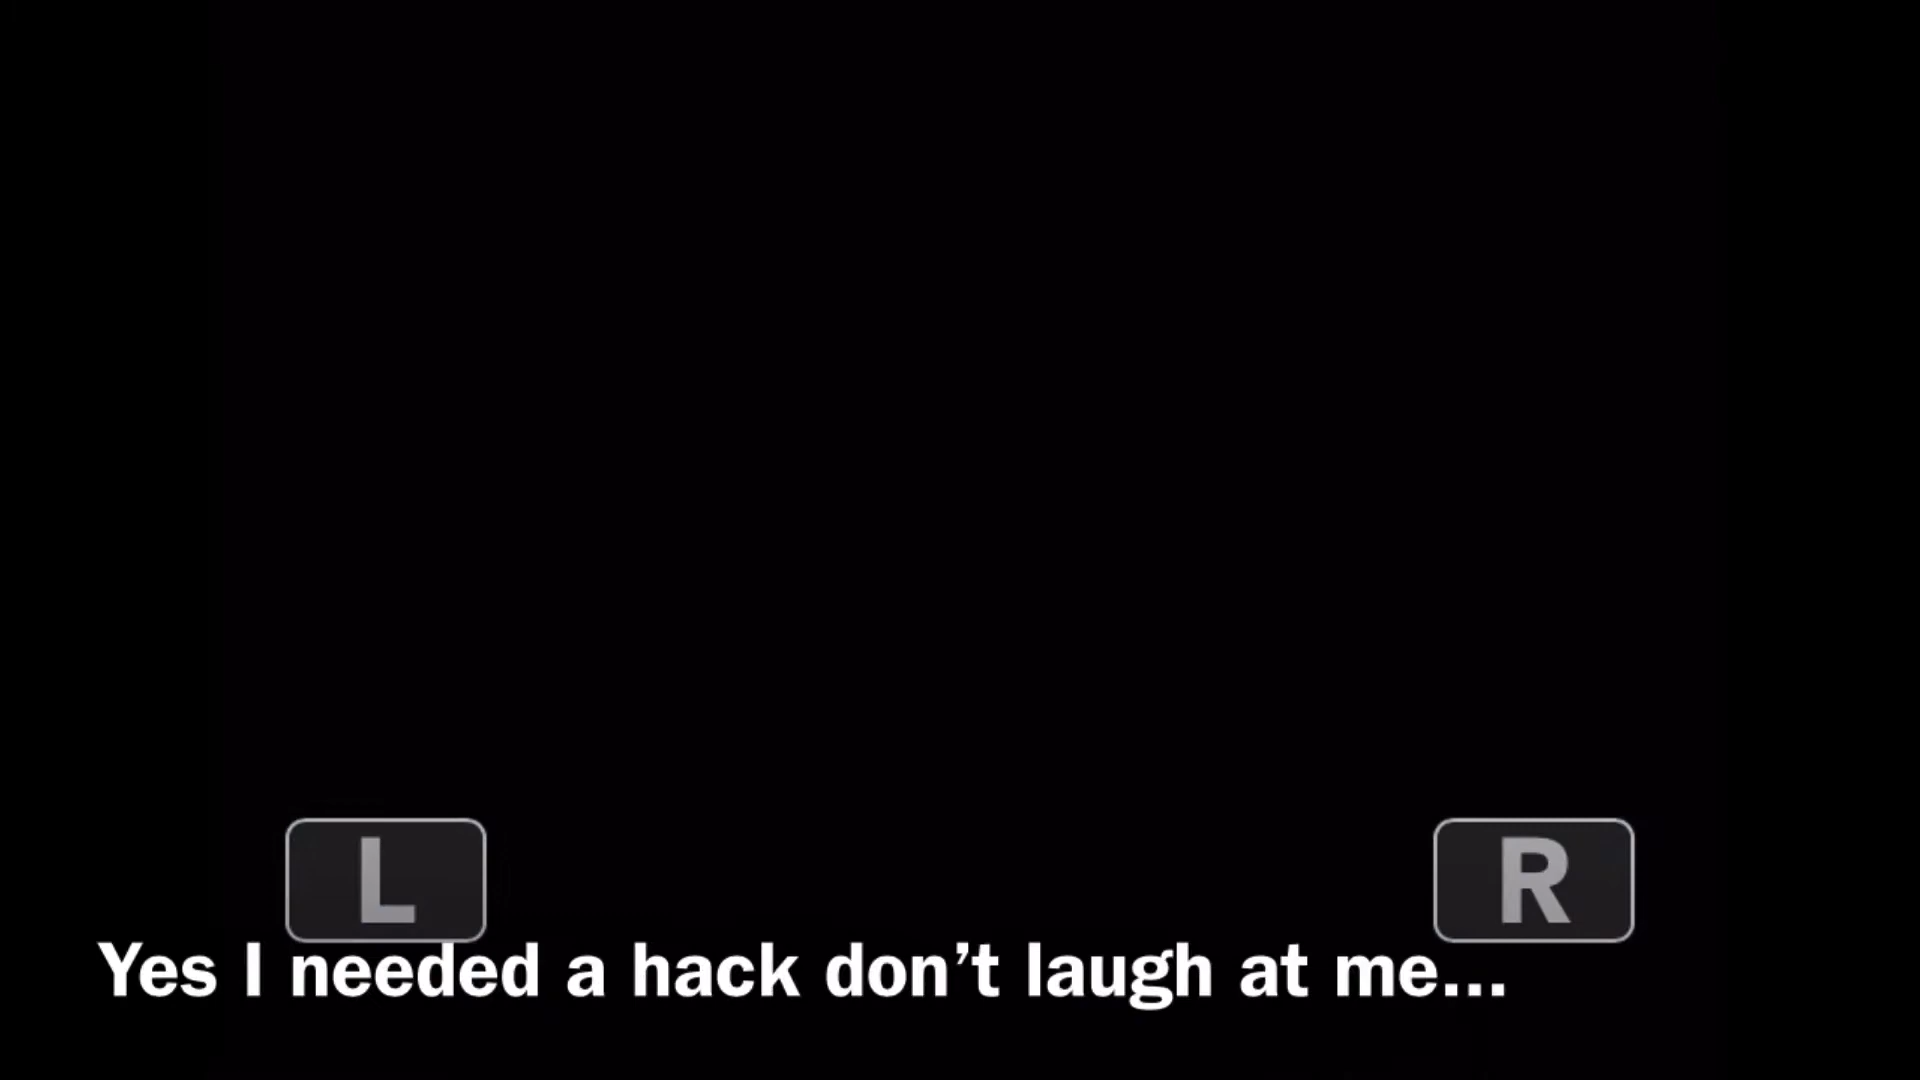 L R
Yes I needed a hack don’t laugh at me...